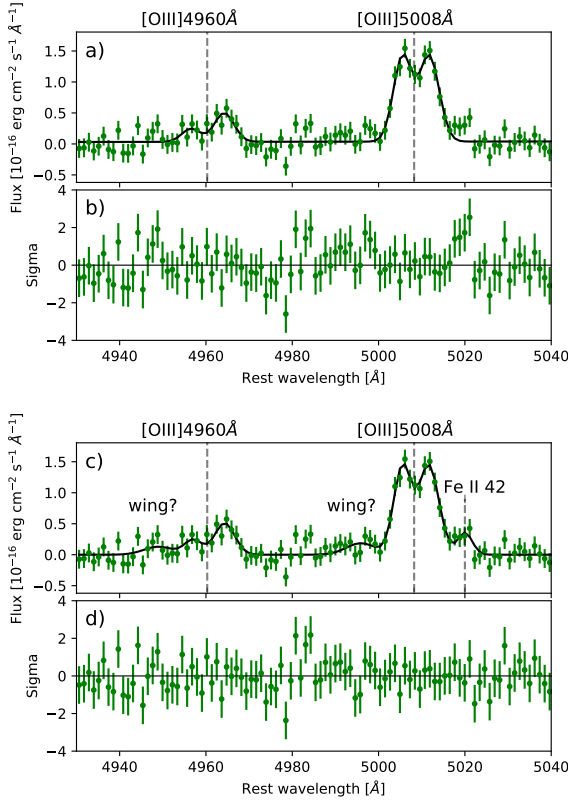 [OIII]4960Å [OIII]5008Å
a)
1.5
1.0
0.5
0.0
−0.5
Flux [10⁻¹⁶ erg cm⁻² s⁻¹ Å⁻¹]
b)
4
2
0
−2
−4
Sigma
4940 4960 4980 5000 5020 5040
Rest wavelength [Å]
[OIII]4960Å [OIII]5008Å
c)
wing? wing? Fe II 42
1.5
1.0
0.5
0.0
−0.5
Flux [10⁻¹⁶ erg cm⁻² s⁻¹ Å⁻¹]
d)
4
2
0
−2
−4
Sigma
4940 4960 4980 5000 5020 5040
Rest wavelength [Å]